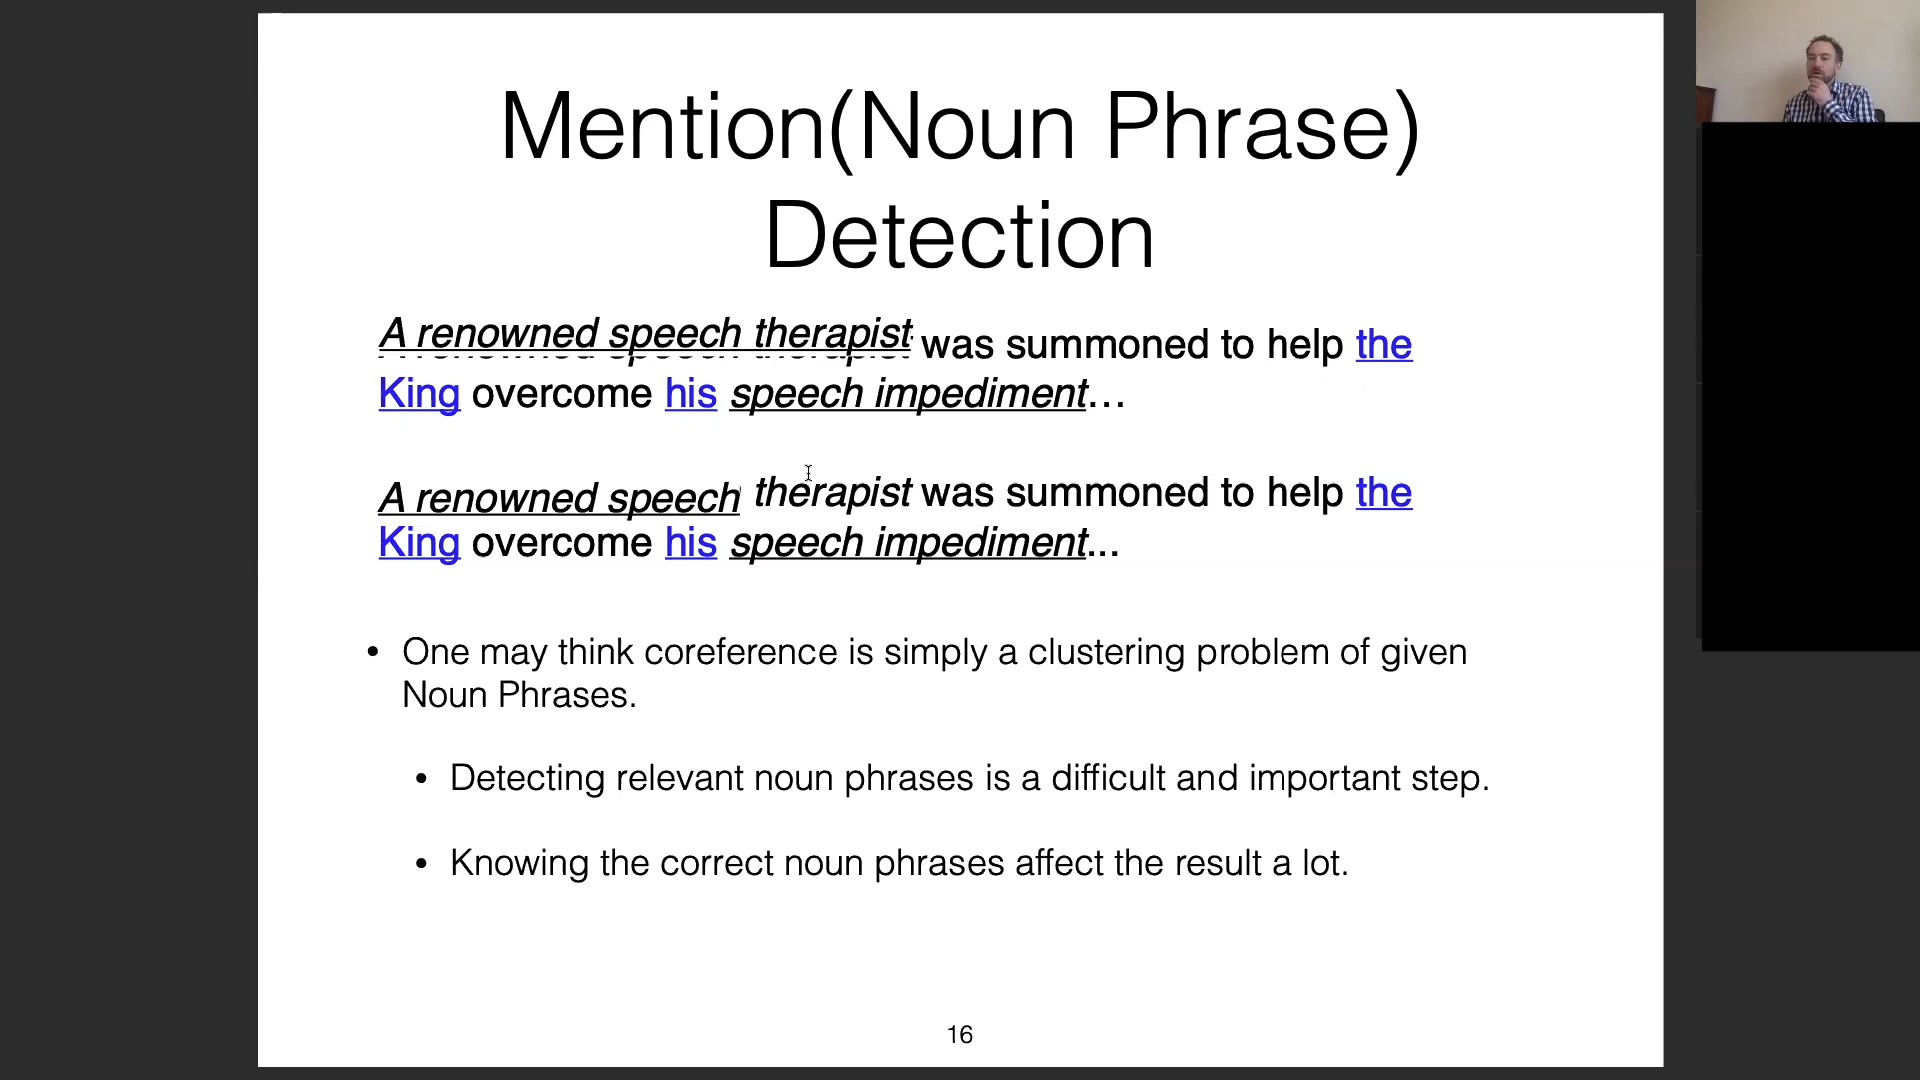 Mention(Noun Phrase)
Detection
A renowned speech therapist was summoned to help the
King overcome his speech impediment…
A renowned speech therapist was summoned to help the
King overcome his speech impediment...
• One may think coreference is simply a clustering problem of given
Noun Phrases.
• Detecting relevant noun phrases is a difficult and important step.
• Knowing the correct noun phrases affect the result a lot.
16